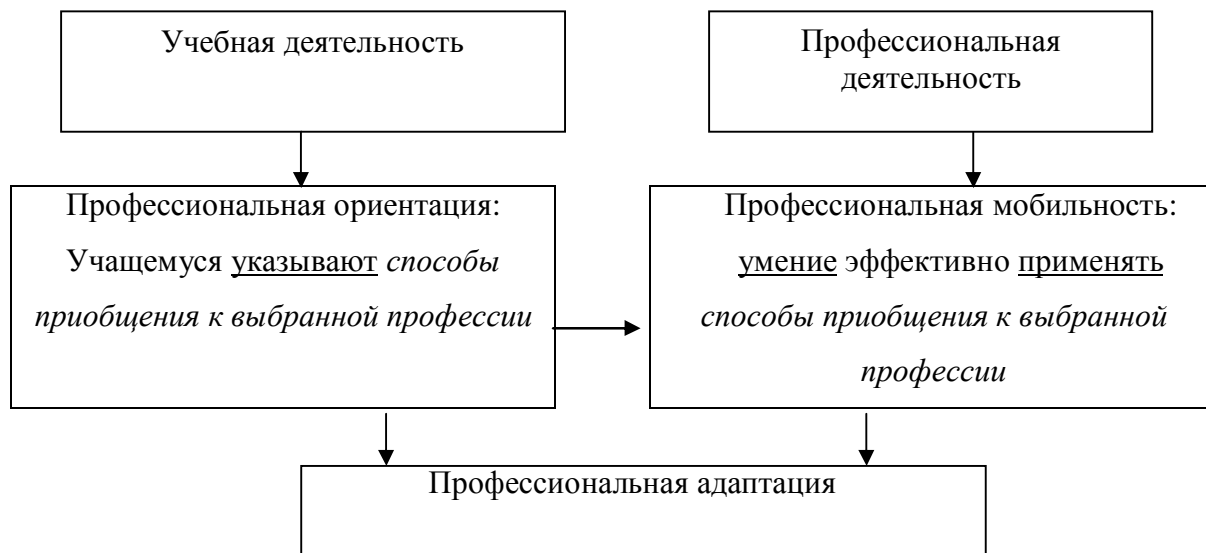 Учебная деятельность
Профессиональная
деятельность
Профессиональная ориентация:
Учащемуся указывают способы
приобщения к выбранной профессии
Профессиональная мобильность:
умение эффективно применять
способы приобщения к выбранной
профессии
Профессиональная адаптация